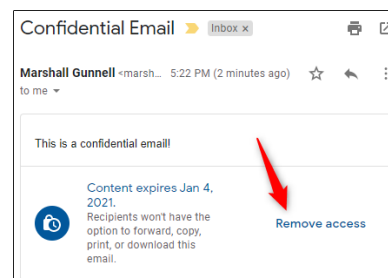 Confidential Email Inbox x
Marshall Gunnell <marsh... 5:22 PM (2 minutes ago)
to me
This is a confidential email!
Content expires Jan 4,
2021.
Recipients won't have the
option to forward, copy,
print, or download this
email.
Remove access